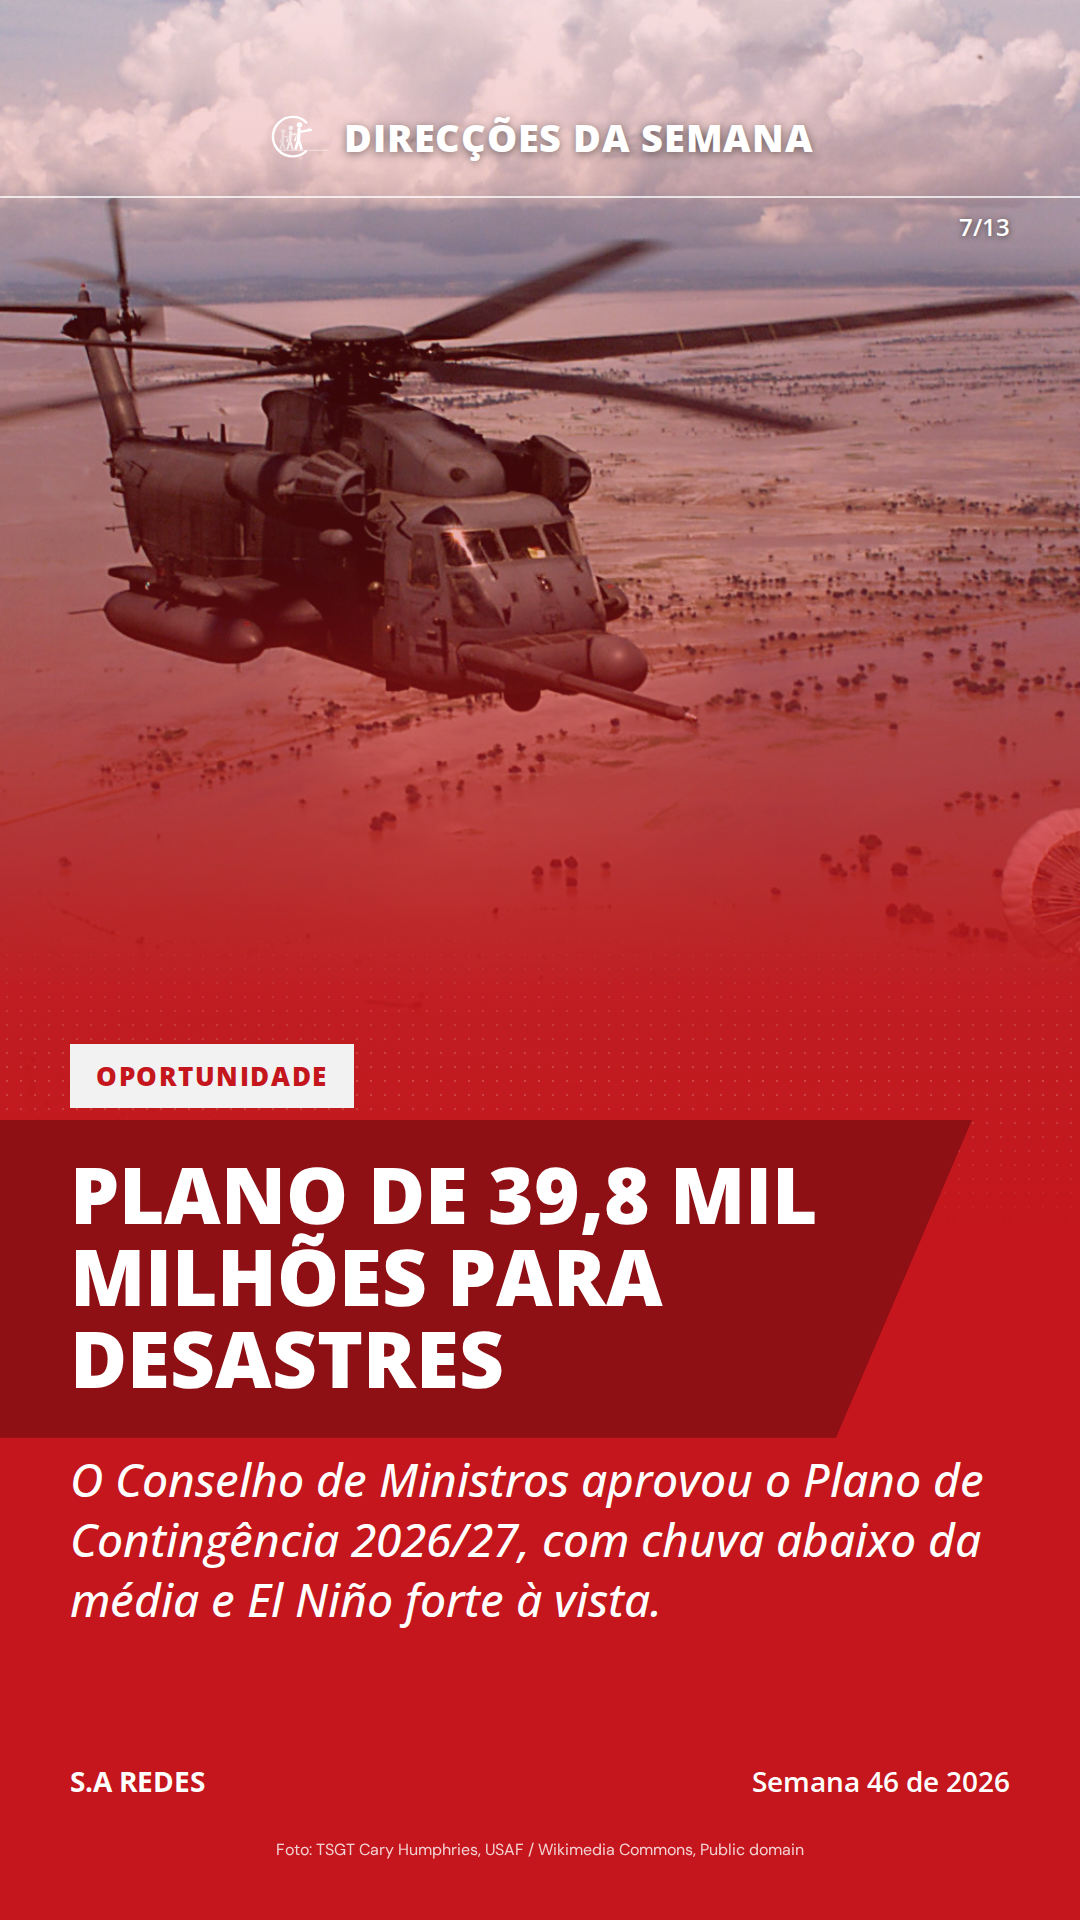 DIRECÇÕES DA SEMANA
7/13
OPORTUNIDADE
PLANO DE 39,8 MIL
MILHÕES PARA
DESASTRES
O Conselho de Ministros aprovou o Plano de
Contingência 2026/27, com chuva abaixo da
média e El Niño forte à vista.
S.A REDES
Semana 46 de 2026
Foto: TSGT Cary Humphries, USAF / Wikimedia Commons, Public domain